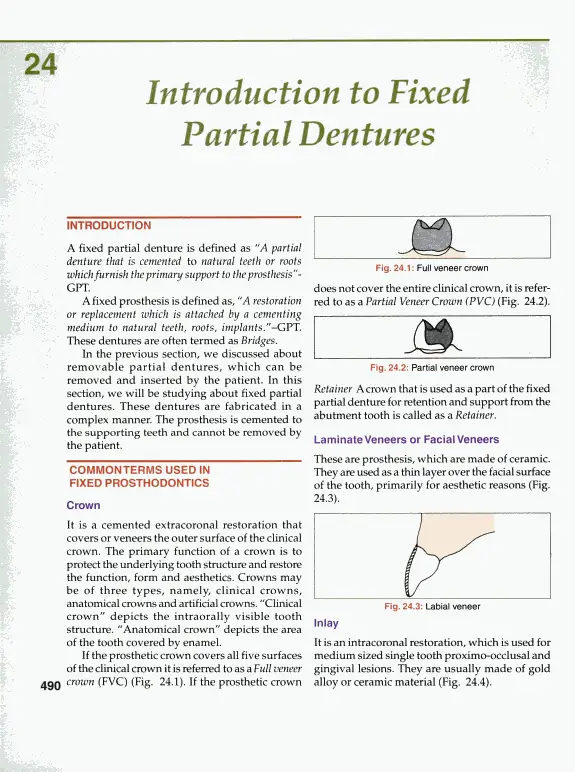 24
Introduction to Fixed
Partial Dentures
INTRODUCTION
A fixed partial denture is defined as "A partial
denture that is cemented to natural teeth or roots
which furnish the primary support to the prosthesis"-
GPT.
A fixed prosthesis is defined as, "A restoration
or replacement which is attached by a cementing
medium to natural teeth, roots, implants."–GPT.
These dentures are often termed as Bridges.
In the previous section, we discussed about
removable partial dentures, which can be
removed and inserted by the patient. In this
section, we will be studying about fixed partial
dentures. These dentures are fabricated in a
complex manner. The prosthesis is cemented to
the supporting teeth and cannot be removed by
the patient.
COMMON TERMS USED IN
FIXED PROSTHODONTICS
Crown
It is a cemented extracoronal restoration that
covers or veneers the outer surface of the clinical
crown. The primary function of a crown is to
protect the underlying tooth structure and restore
the function, form and aesthetics. Crowns may
be of three types, namely, clinical crowns,
anatomical crowns and artificial crowns. "Clinical
crown" depicts the intraorally visible tooth
structure. "Anatomical crown" depicts the area
of the tooth covered by enamel.
If the prosthetic crown covers all five surfaces
of the clinical crown it is referred to as a Full veneer
crown (FVC) (Fig. 24.1). If the prosthetic crown
490
Fig. 24.1: Full veneer crown
does not cover the entire clinical crown, it is refer-
red to as a Partial Veneer Crown (PVC) (Fig. 24.2).
Fig. 24.2: Partial veneer crown
Retainer A crown that is used as a part of the fixed
partial denture for retention and support from the
abutment tooth is called as a Retainer.
Laminate Veneers or Facial Veneers
These are prosthesis, which are made of ceramic.
They are used as a thin layer over the facial surface
of the tooth, primarily for aesthetic reasons (Fig.
24.3).
Fig. 24.3: Labial veneer
Inlay
It is an intracoronal restoration, which is used for
medium sized single tooth proximo-occlusal and
gingival lesions. They are usually made of gold
alloy or ceramic material (Fig. 24.4).